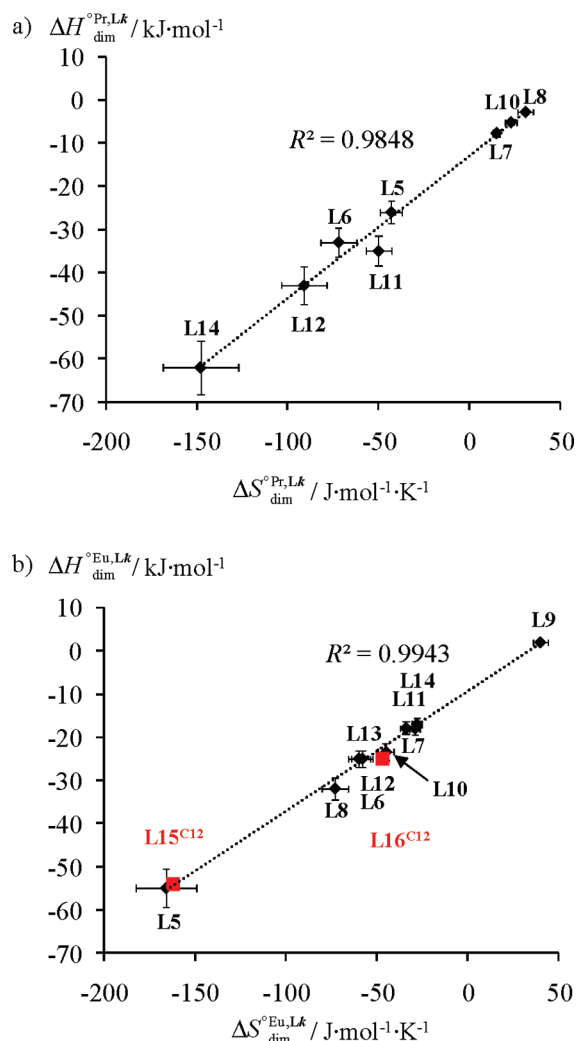 a) ΔH°Pr,Lk dim / kJ·mol-1
10
0
-10
-20
-30
-40
-50
-60
-70
L10 L8
L7
R² = 0.9848
L5
L6
L11
L12
L14
-200 -150 -100 -50 0 50
ΔS°Pr,Lk dim / J·mol-1·K-1
b) ΔH°Eu,Lk dim / kJ·mol-1
10
0
-10
-20
-30
-40
-50
-60
-70
L9
R² = 0.9943
L14
L11
L13
L7
L12
L10
L6
L8
L15C12
L16C12
L5
-200 -150 -100 -50 0 50
ΔS°Eu,Lk dim / J·mol-1·K-1